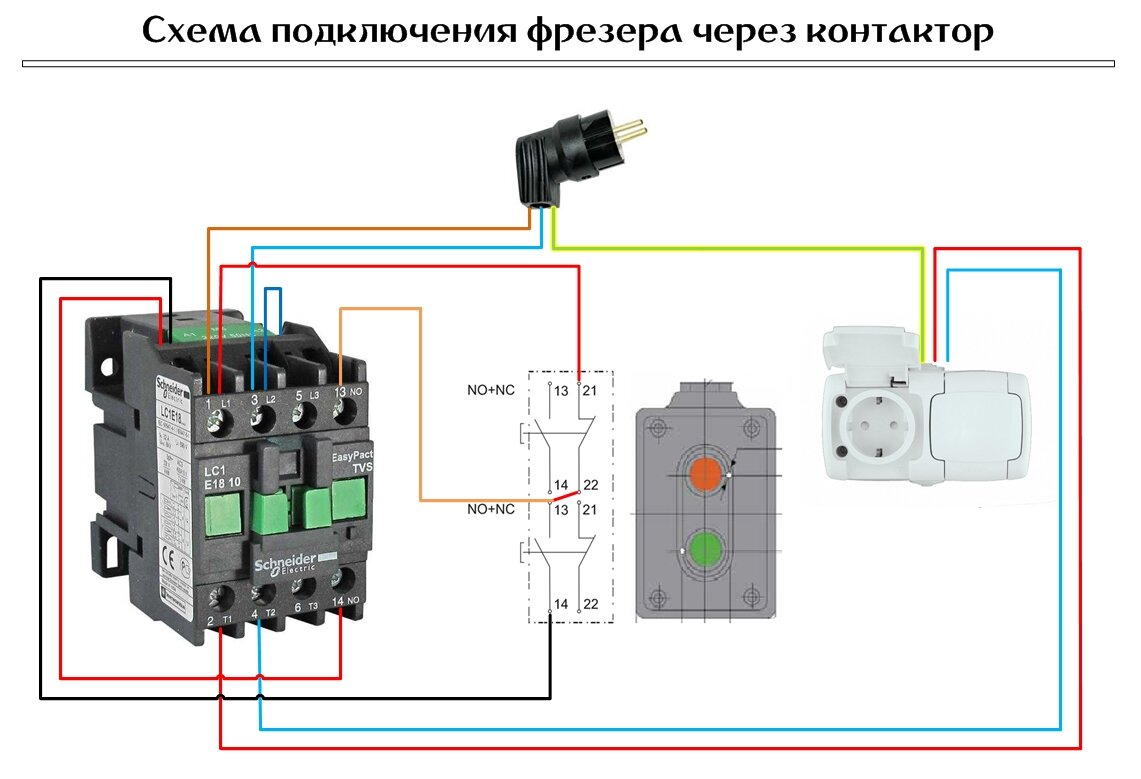 Схема подключения фрезера через контактор
A1
1 L1 3 L2 5 L3 13 NO
Schneider
Electric
LC1E18
EasyPact
TVS
LC1
E18 10
Schneider
Electric
CE
2 T1 4 T2 6 T3 14 NO
NO+NC 13 21
14 22
NO+NC 13 21
14 22